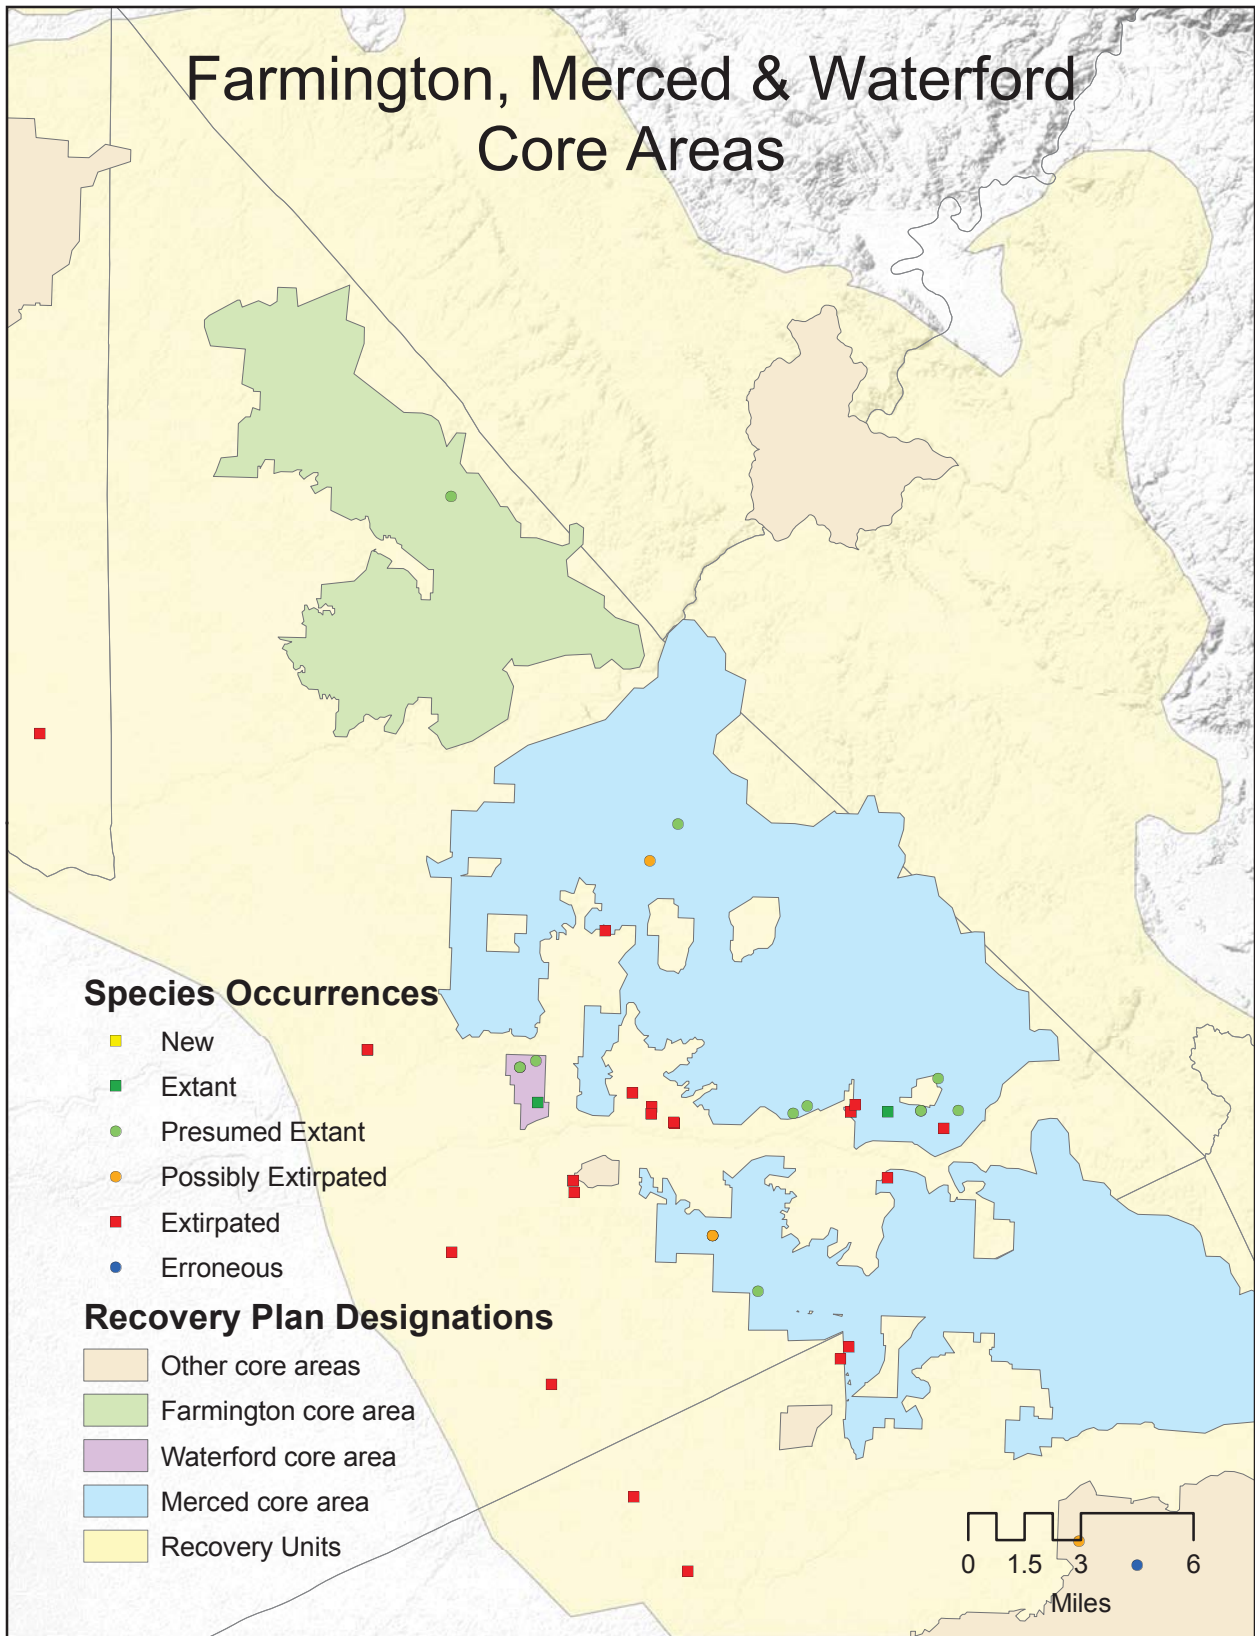 Farmington, Merced & Waterford
Core Areas
Species Occurrences
New
Extant
Presumed Extant
Possibly Extirpated
Extirpated
Erroneous
Recovery Plan Designations
Other core areas
Farmington core area
Waterford core area
Merced core area
Recovery Units
0 1.5 3 6
Miles